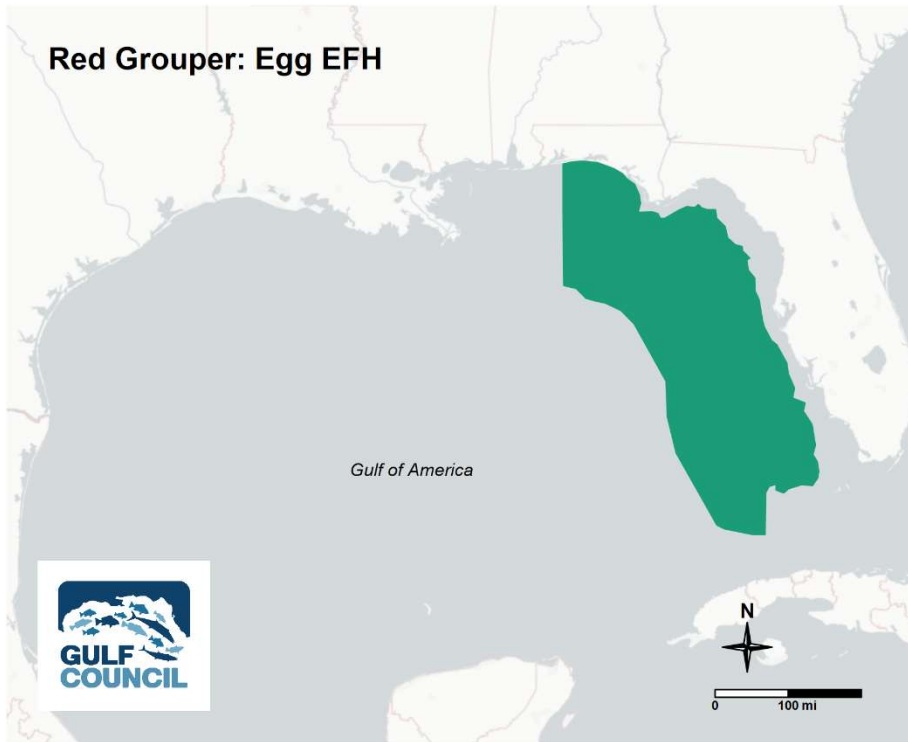 Red Grouper: Egg EFH
Gulf of America
GULF
COUNCIL
N
0 100 mi